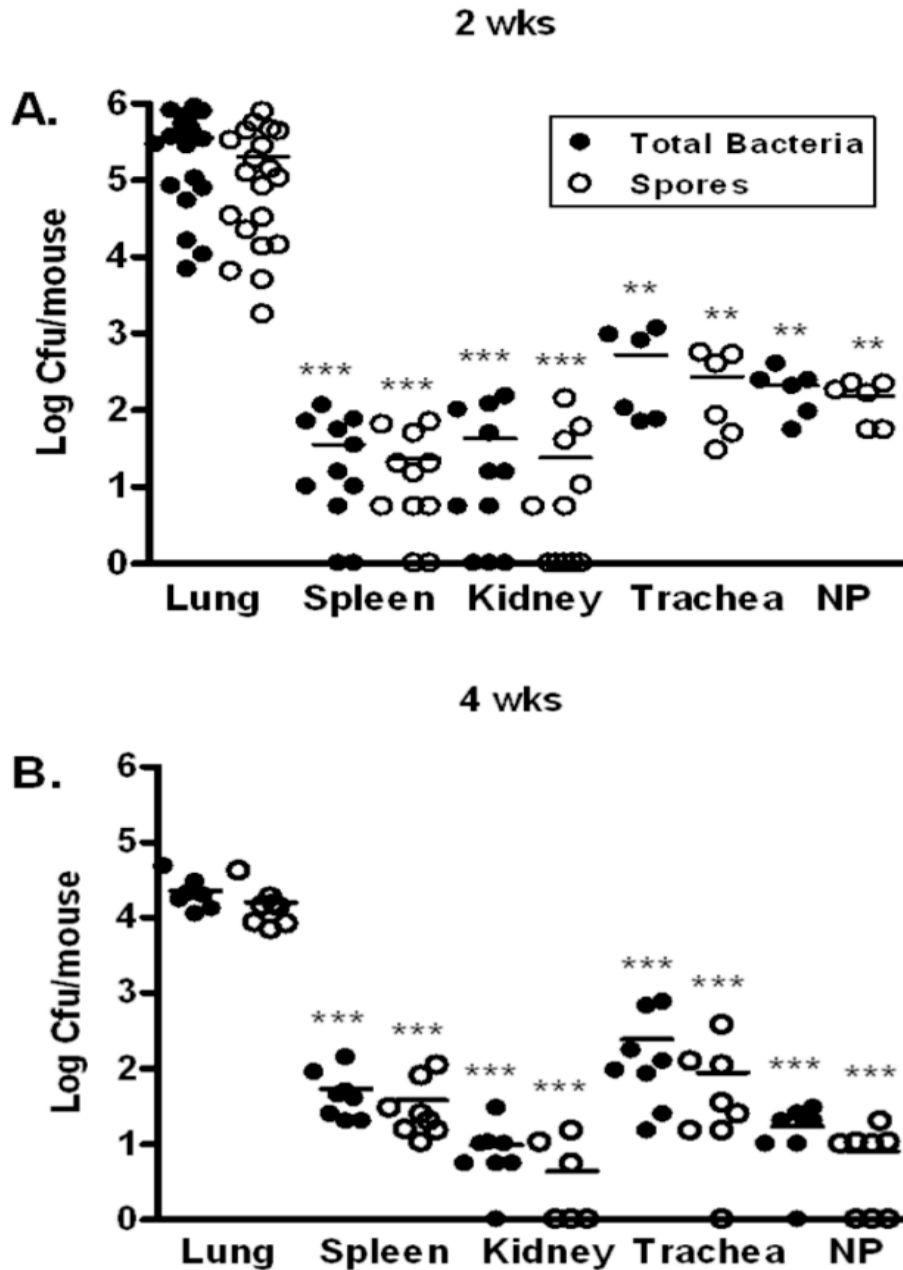 2 wks
A.
6
5
4
3
2
1
0
Log Cfu/mouse
Total Bacteria
Spores
*** *** *** *** ** ** ** **
Lung Spleen Kidney Trachea NP
4 wks
B.
6
5
4
3
2
1
0
Log Cfu/mouse
*** *** *** *** *** *** *** ***
Lung Spleen Kidney Trachea NP